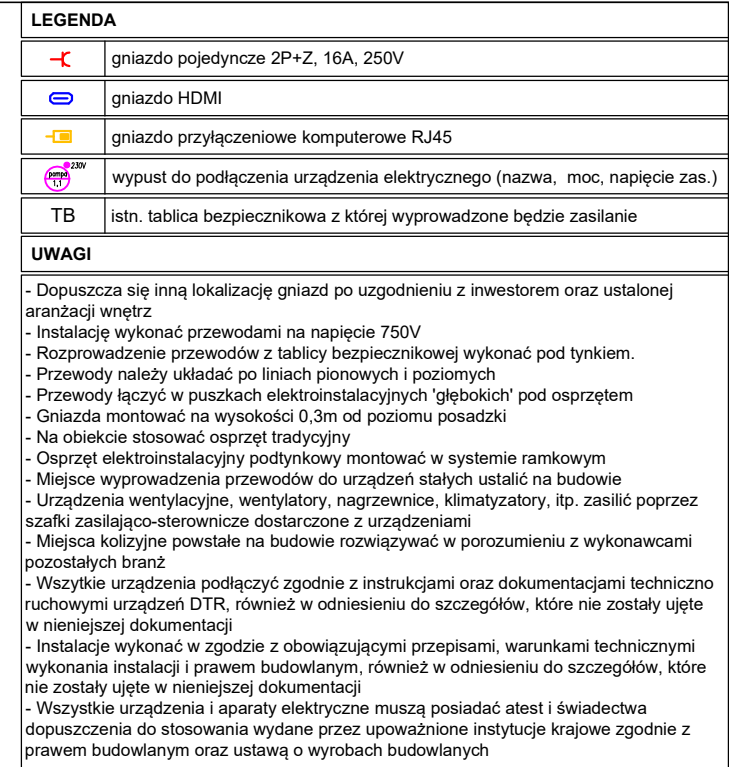 LEGENDA
gniazdo pojedyncze 2P+Z, 16A, 250V
gniazdo HDMI
gniazdo przyłączeniowe komputerowe RJ45
230V
pompa
1,1
wypust do podłączenia urządzenia elektrycznego (nazwa, moc, napięcie zas.)
TB
istn. tablica bezpiecznikowa z której wyprowadzone będzie zasilanie
UWAGI
- Dopuszcza się inną lokalizację gniazd po uzgodnieniu z inwestorem oraz ustalonej
aranżacji wnętrz
- Instalację wykonać przewodami na napięcie 750V
- Rozprowadzenie przewodów z tablicy bezpiecznikowej wykonać pod tynkiem.
- Przewody należy układać po liniach pionowych i poziomych
- Przewody łączyć w puszkach elektroinstalacyjnych 'głębokich' pod osprzętem
- Gniazda montować na wysokości 0,3m od poziomu posadzki
- Na obiekcie stosować osprzęt tradycyjny
- Osprzęt elektroinstalacyjny podtynkowy montować w systemie ramkowym
- Miejsce wyprowadzenia przewodów do urządzeń stałych ustalić na budowie
- Urządzenia wentylacyjne, wentylatory, nagrzewnice, klimatyzatory, itp. zasilić poprzez
szafki zasilająco-sterownicze dostarczone z urządzeniami
- Miejsca kolizyjne powstałe na budowie rozwiązywać w porozumieniu z wykonawcami
pozostałych branż
- Wszytkie urządzenia podłączyć zgodnie z instrukcjami oraz dokumentacjami techniczno
ruchowymi urządzeń DTR, również w odniesieniu do szczegółów, które nie zostały ujęte
w nieniejszej dokumentacji
- Instalacje wykonać w zgodzie z obowiązującymi przepisami, warunkami technicznymi
wykonania instalacji i prawem budowlanym, również w odniesieniu do szczegółów, które
nie zostały ujęte w nieniejszej dokumentacji
- Wszystkie urządzenia i aparaty elektryczne muszą posiadać atest i świadectwa
dopuszczenia do stosowania wydane przez upoważnione instytucje krajowe zgodnie z
prawem budowlanym oraz ustawą o wyrobach budowlanych